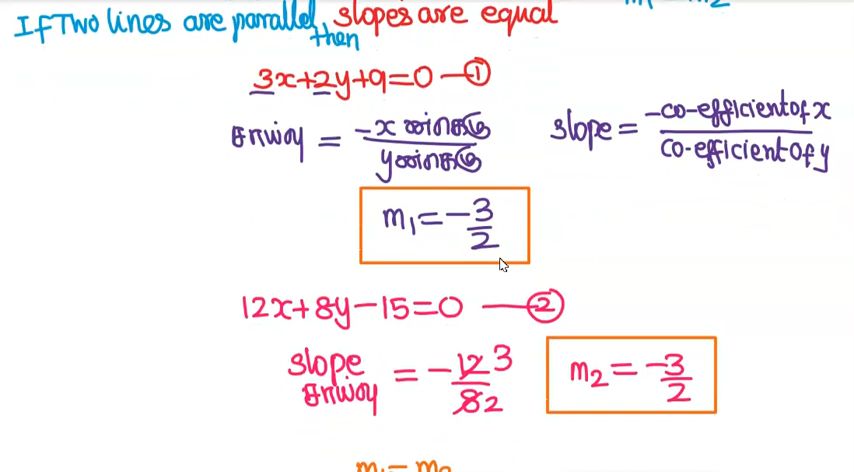 If Two lines are parallel, then slopes are equal
3x+2y+9=0 —①
சாய்வு = -x / y slope = -co-efficient of x / co-efficient of y
m₁ = -3/2
12x+8y-15=0 —②
slope
சாய்வு = -12 3 / 8 2 m₂ = -3/2